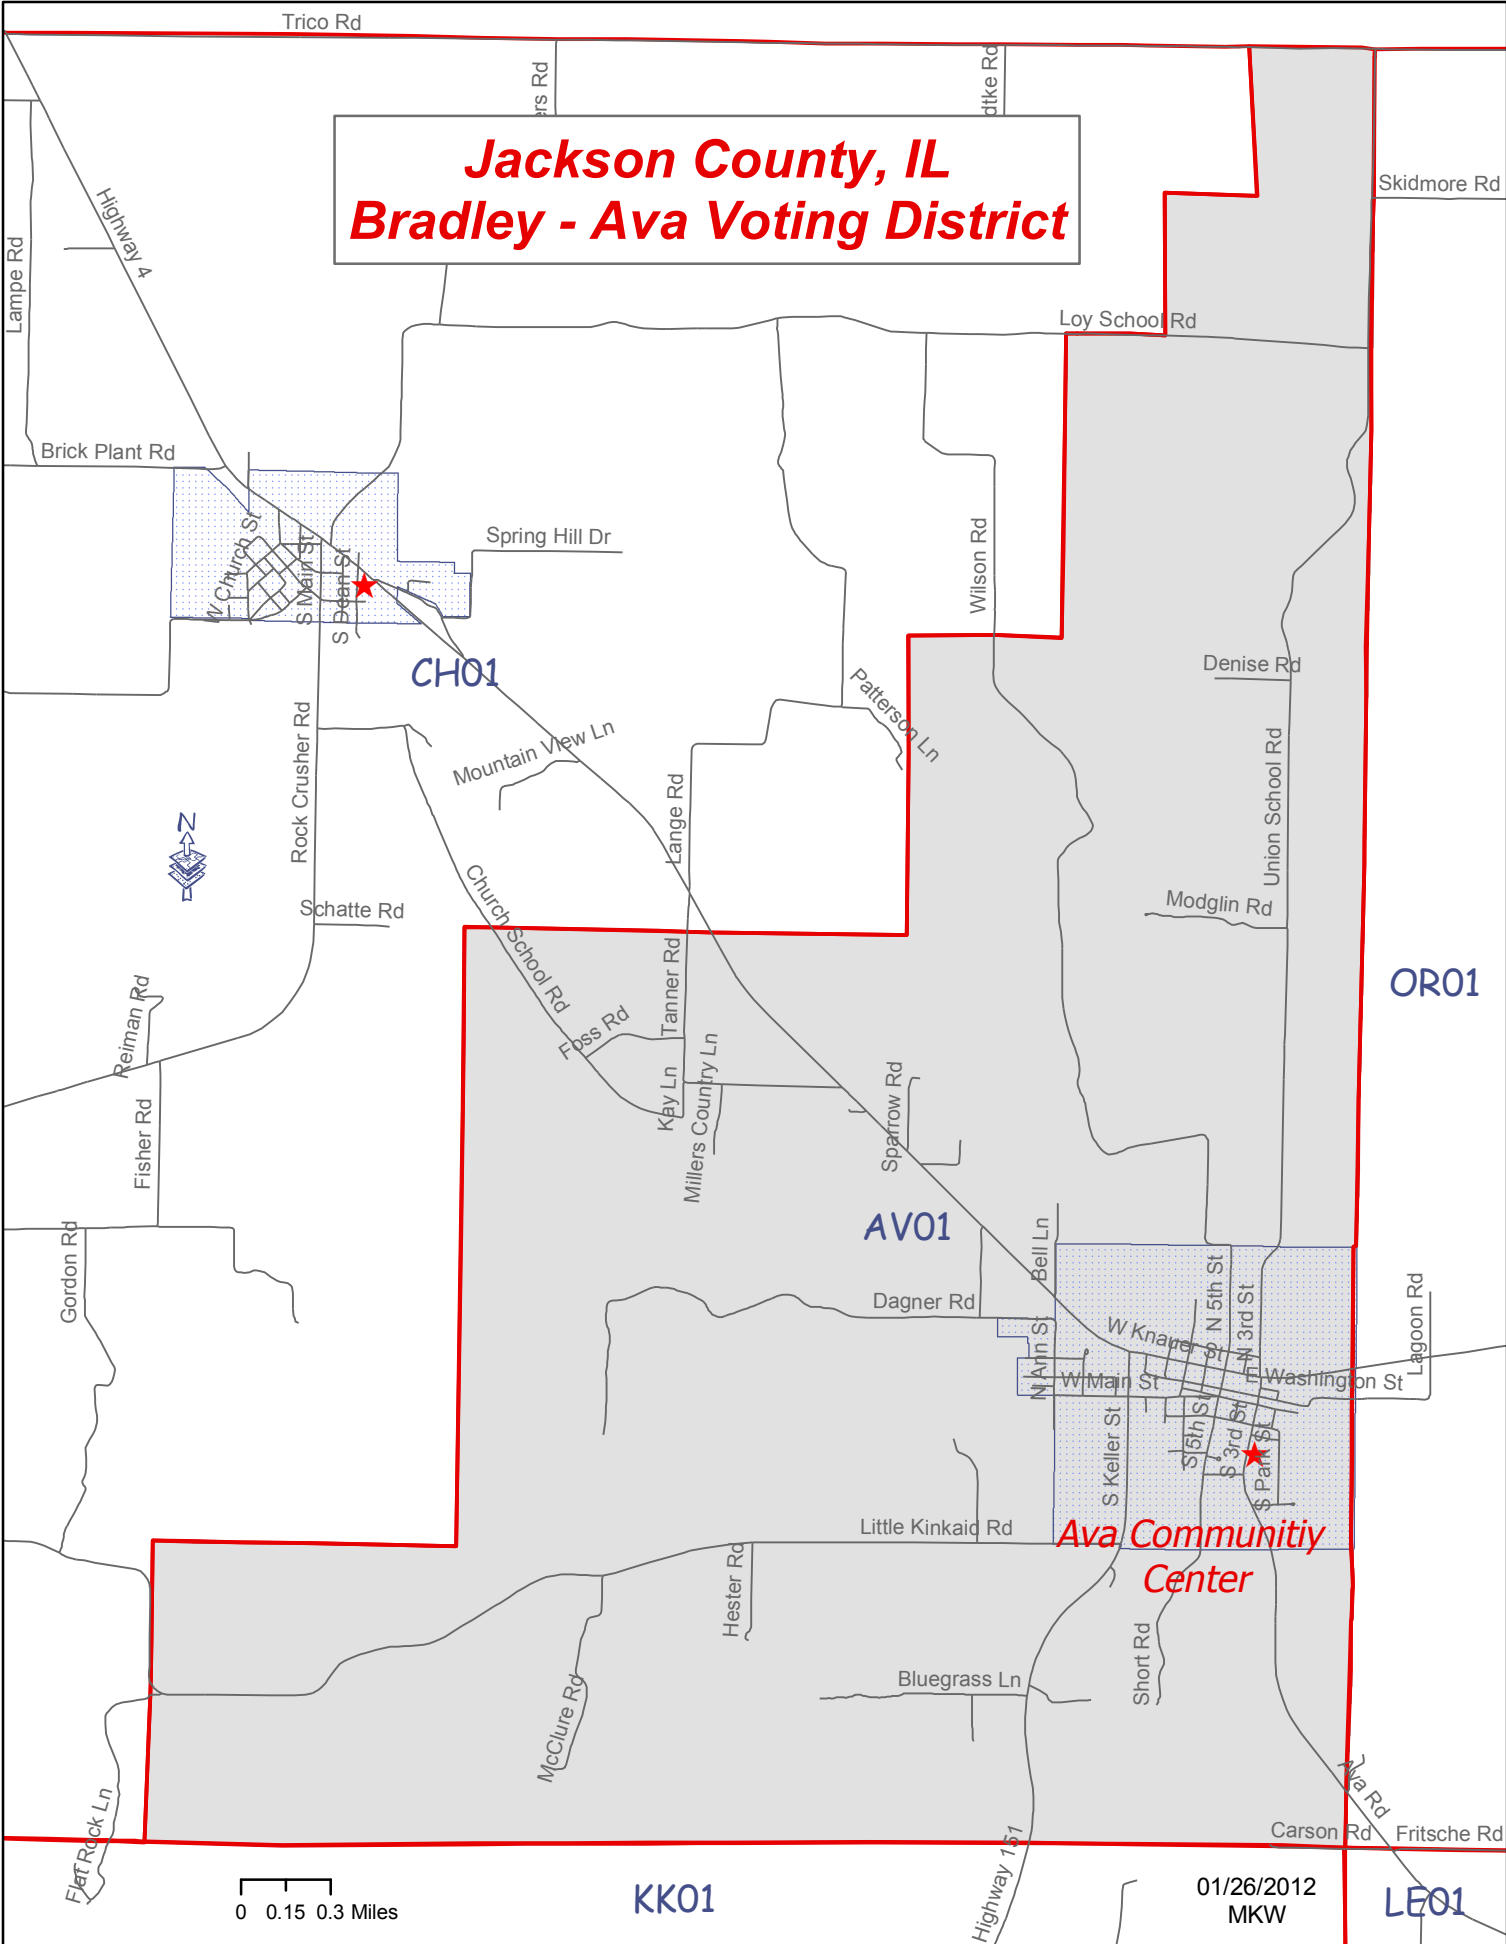 Trico Rd
ers Rd
dtke Rd
Jackson County, IL
Bradley - Ava Voting District
Skidmore Rd
Highway 4
Lampe Rd
Loy School Rd
Brick Plant Rd
Spring Hill Dr
W Church St
S Main St
S Dean St
Wilson Rd
CH01
Denise Rd
Patterson Ln
Mountain View Ln
Rock Crusher Rd
Lange Rd
Union School Rd
N
Church School Rd
Schatte Rd
Modglin Rd
OR01
Reiman Rd
Tanner Rd
Foss Rd
Kay Ln
Millers Country Ln
Sparrow Rd
Fisher Rd
AV01
Gordon Rd
Bell Ln
Dagner Rd
N 5th St
N 3rd St
Lagoon Rd
W Knauer St
N Ann St
W Main St
E Washington St
S Keller St
S 5th St
S 3rd St
S Park St
Little Kinkaid Rd
Ava Communitiy
Center
Hester Rd
Short Rd
Bluegrass Ln
McClure Rd
Ava Rd
Flat Rock Ln
Carson Rd
Fritsche Rd
Highway 151
0 0.15 0.3 Miles
KK01
01/26/2012
MKW
LE01